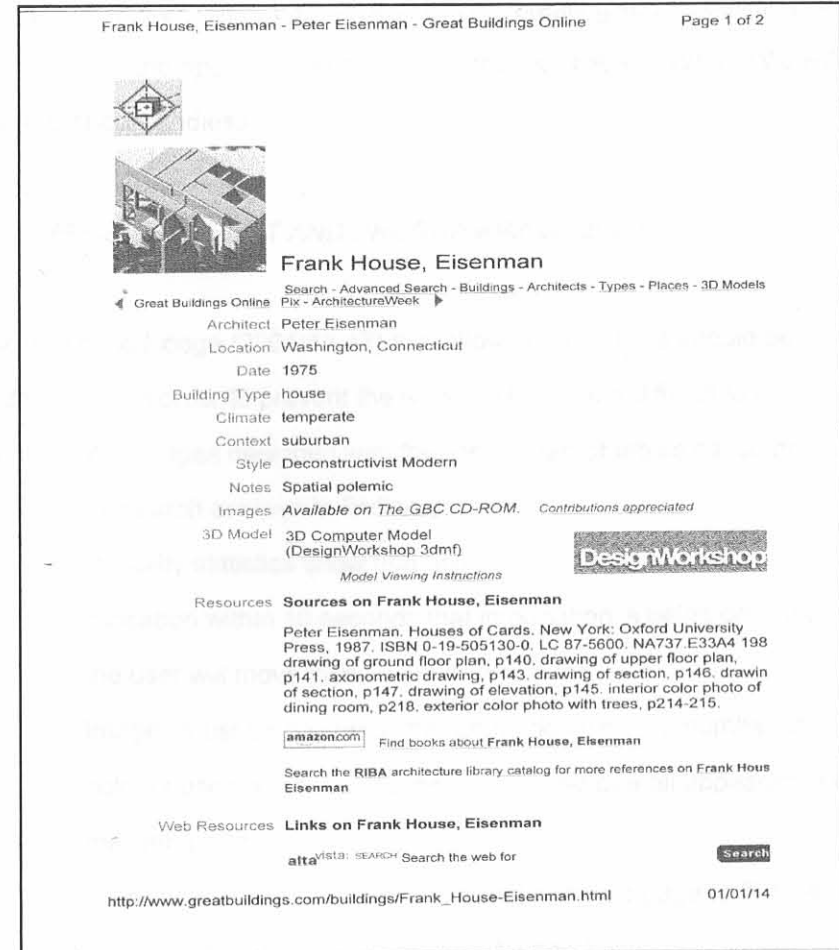 Frank House, Eisenman - Peter Eisenman - Great Buildings Online Page 1 of 2
Frank House, Eisenman
Search - Advanced Search - Buildings - Architects - Types - Places - 3D Models
Great Buildings Online Pix - ArchitectureWeek
Architect Peter Eisenman
Location Washington, Connecticut
Date 1975
Building Type house
Climate temperate
Context suburban
Style Deconstructivist Modern
Notes Spatial polemic
Images Available on The GBC CD-ROM. Contributions appreciated
3D Model 3D Computer Model
(DesignWorkshop 3dmf)
DesignWorkshop
Model Viewing Instructions
Resources Sources on Frank House, Eisenman
Peter Eisenman. Houses of Cards. New York: Oxford University
Press, 1987. ISBN 0-19-505130-0. LC 87-5600. NA737.E33A4 198
drawing of ground floor plan, p140. drawing of upper floor plan,
p141. axonometric drawing, p143. drawing of section, p146. drawin
of section, p147. drawing of elevation, p145. interior color photo of
dining room, p218. exterior color photo with trees, p214-215.
amazon.com Find books about Frank House, Eisenman
Search the RIBA architecture library catalog for more references on Frank Hous
Eisenman
Web Resources Links on Frank House, Eisenman
altavista: SEARCH Search the web for Search
http://www.greatbuildings.com/buildings/Frank_House-Eisenman.html 01/01/14